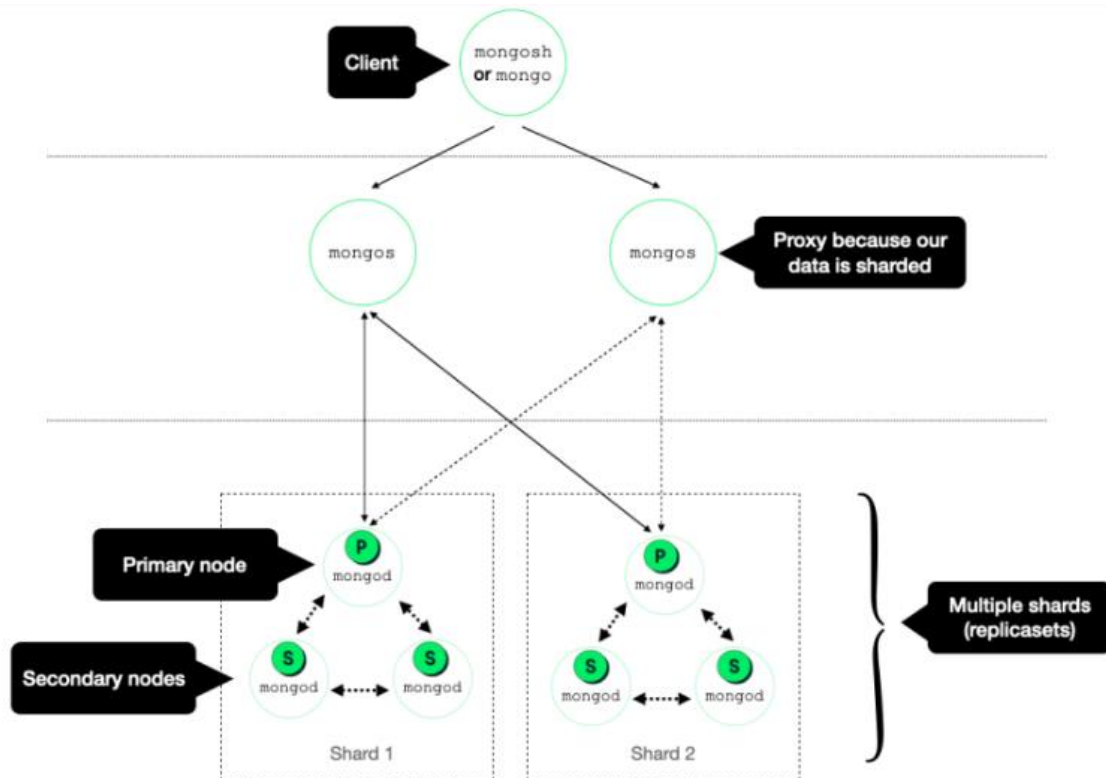 Client
mongosh
or mongo
mongos
mongos
Proxy because our
data is sharded
Primary node
P
mongod
P
mongod
Multiple shards
(replicasets)
Secondary nodes
S
mongod
S
mongod
S
mongod
S
mongod
Shard 1
Shard 2